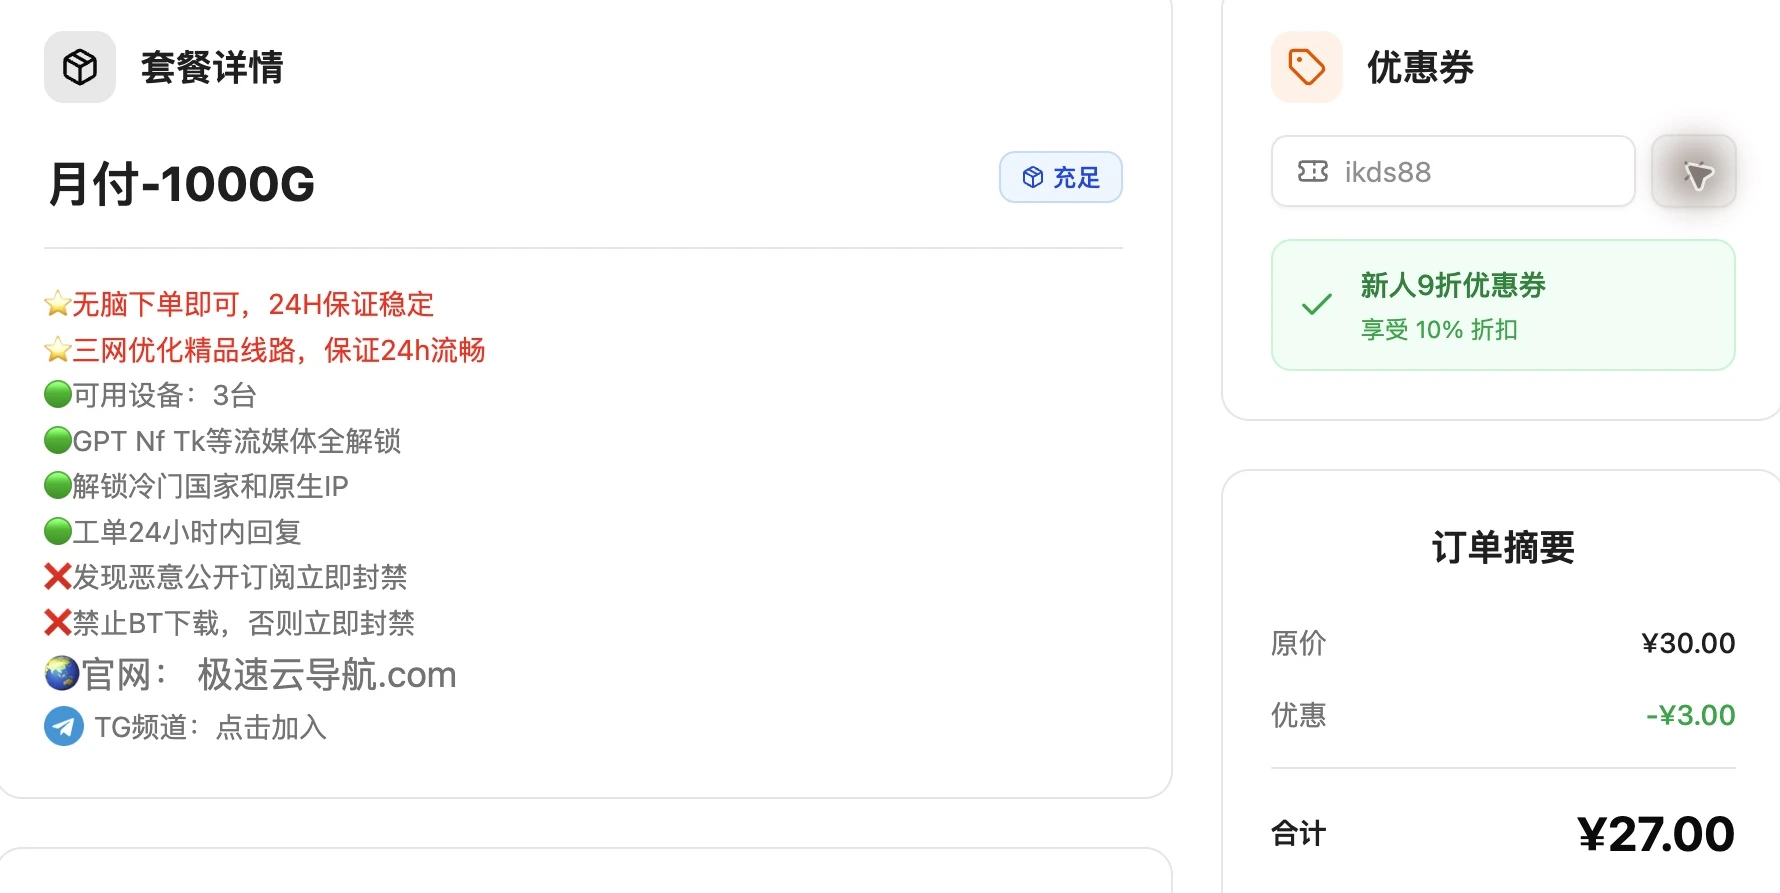 套餐详情
月付-1000G
充足
⭐无脑下单即可，24H保证稳定
⭐三网优化精品线路，保证24h流畅
🟢可用设备：3台
🟢GPT Nf Tk等流媒体全解锁
🟢解锁冷门国家和原生IP
🟢工单24小时内回复
❌发现恶意公开订阅立即封禁
❌禁止BT下载，否则立即封禁
🌏官网： 极速云导航.com
TG频道：点击加入
优惠券
ikds88
新人9折优惠券
享受 10% 折扣
订单摘要
原价 ¥30.00
优惠 -¥3.00
合计 ¥27.00